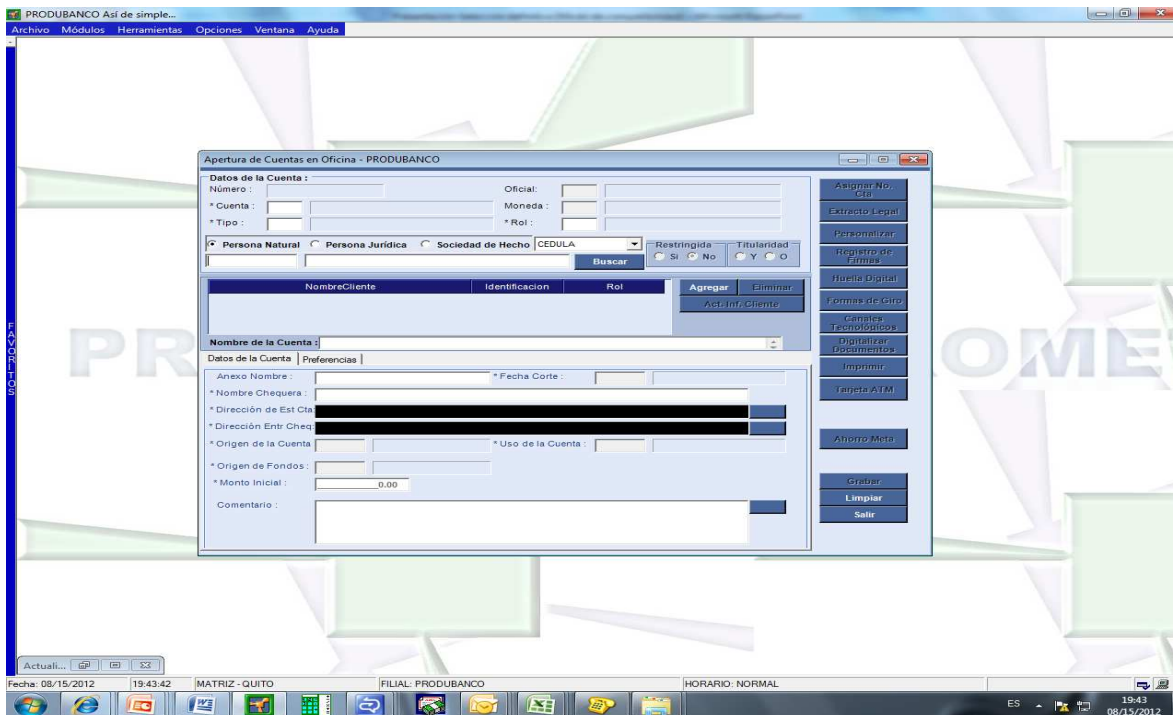 PRODUBANCO Así de simple...
Archivo Módulos Herramientas Opciones Ventana Ayuda
FAVORITOS
Apertura de Cuentas en Oficina - PRODUBANCO
Datos de la Cuenta :
Número : Oficial:
* Cuenta : Moneda :
* Tipo : * Rol :
Persona Natural Persona Jurídica Sociedad de Hecho CEDULA Restringida Titularidad
Si No Y O
Buscar
NombreCliente Identificacion Rol Agregar Eliminar
Act. Inf. Cliente
Nombre de la Cuenta :
Datos de la Cuenta Preferencias
Anexo Nombre : * Fecha Corte :
* Nombre Chequera :
* Dirección de Est Cta:
* Dirección Entr Cheq:
* Origen de la Cuenta * Uso de la Cuenta :
* Origen de Fondos :
* Monto Inicial : 0.00
Comentario :
Asignar No. Cta
Extracto Legal
Personalizar
Registro de Firmas
Huella Digital
Formas de Giro
Canales Tecnológicos
Digitalizar Documentos
Imprimir
Tarjeta ATM
Ahorro Meta
Grabar
Limpiar
Salir
PR OME
Actuali...
Fecha: 08/15/2012 19:43:42 MATRIZ - QUITO FILIAL: PRODUBANCO HORARIO: NORMAL
ES 19:43
08/15/2012